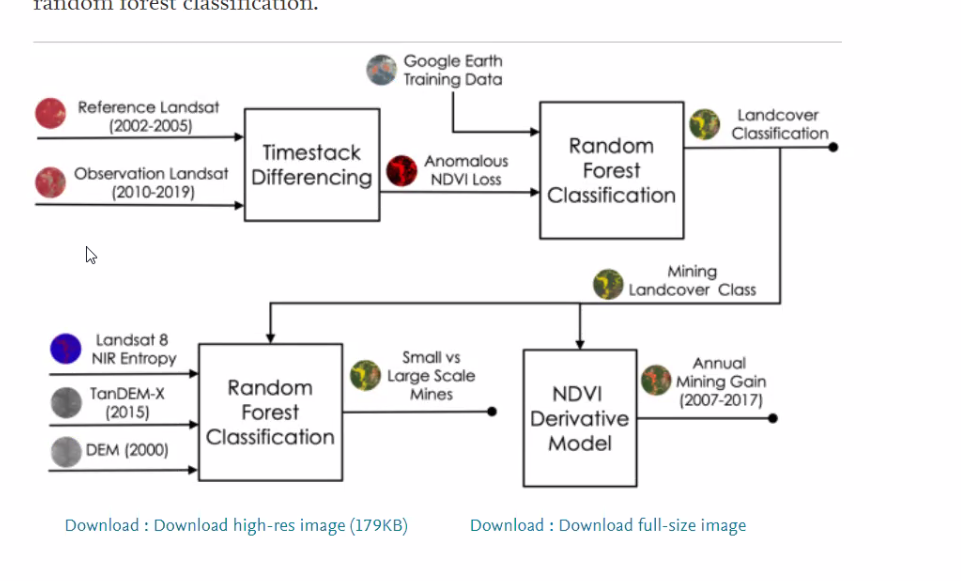 random forest classification.
Google Earth
Training Data
Reference Landsat
(2002-2005)
Landcover
Classification
Timestack
Differencing
Random
Forest
Classification
Anomalous
NDVI Loss
Observation Landsat
(2010-2019)
Mining
Landcover Class
Landsat 8
NIR Entropy
TanDEM-X
(2015)
DEM (2000)
Random
Forest
Classification
Small vs
Large Scale
Mines
NDVI
Derivative
Model
Annual
Mining Gain
(2007-2017)
Download : Download high-res image (179KB)
Download : Download full-size image